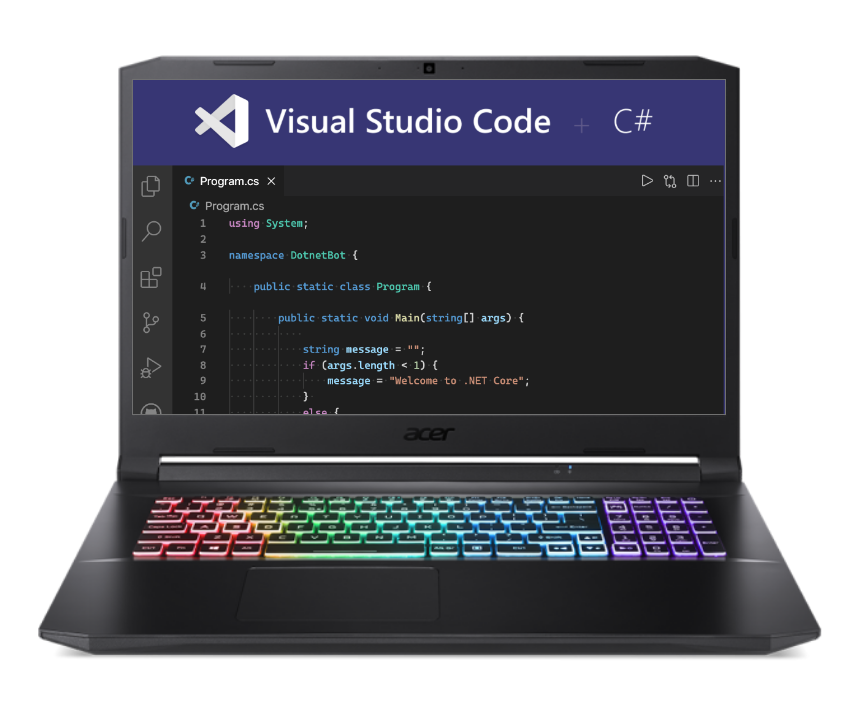 Visual Studio Code + C#
Program.cs
Program.cs
1 using System;
2
3 namespace DotnetBot {
4 public static class Program {
5 public static void Main(string[] args) {
6
7 string message = "";
8 if (args.length < 1) {
9 message = "Welcome to .NET Core";
10 }
11 else {
acer